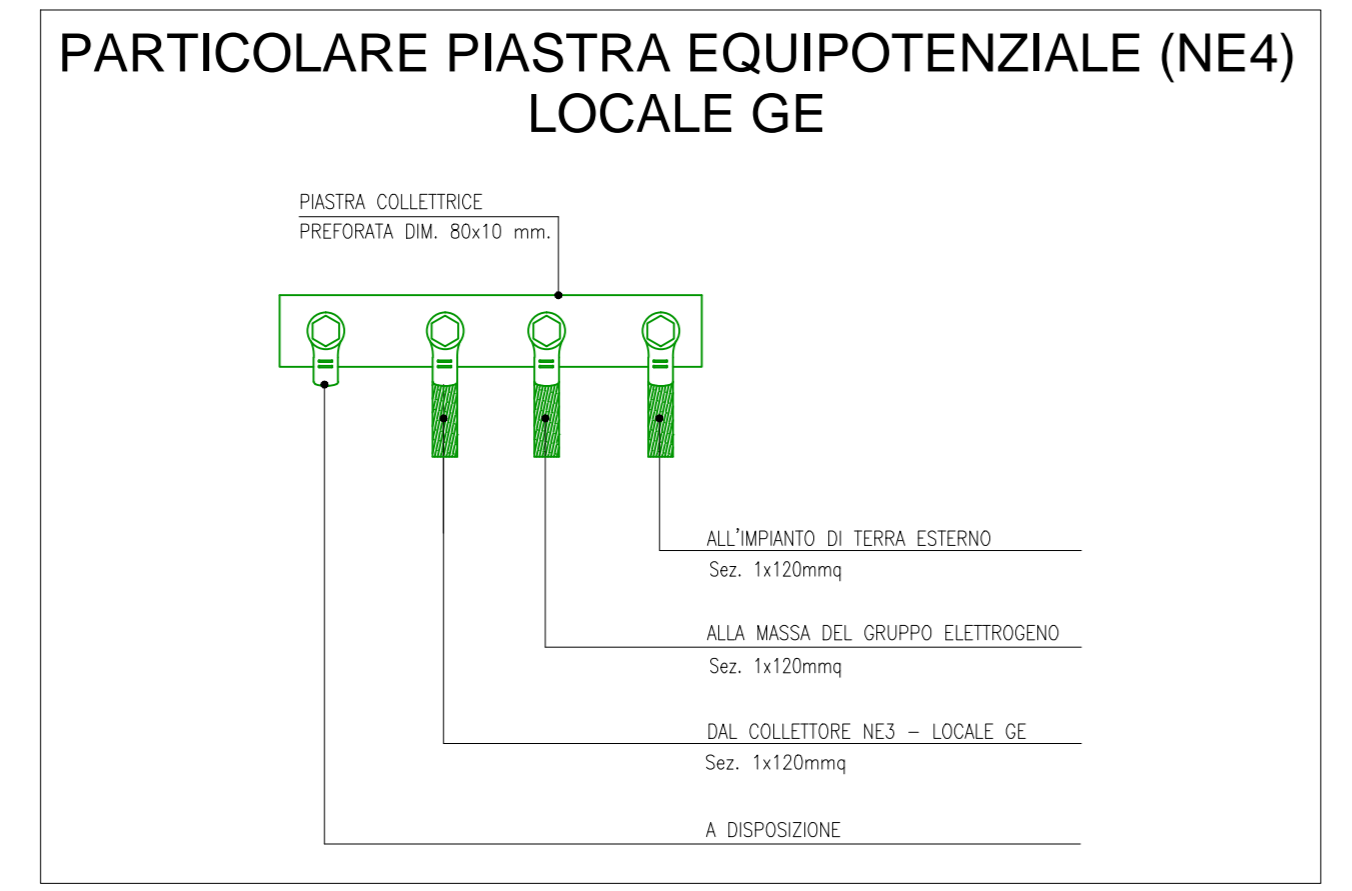 PARTICOLARE PIASTRA EQUIPOTENZIALE (NE4)
LOCALE GE
PIASTRA COLLETTRICE
PREFORATA DIM. 80x10 mm.
ALL'IMPIANTO DI TERRA ESTERNO
Sez. 1x120mmq
ALLA MASSA DEL GRUPPO ELETTROGENO
Sez. 1x120mmq
DAL COLLETTORE NE3 – LOCALE GE
Sez. 1x120mmq
A DISPOSIZIONE